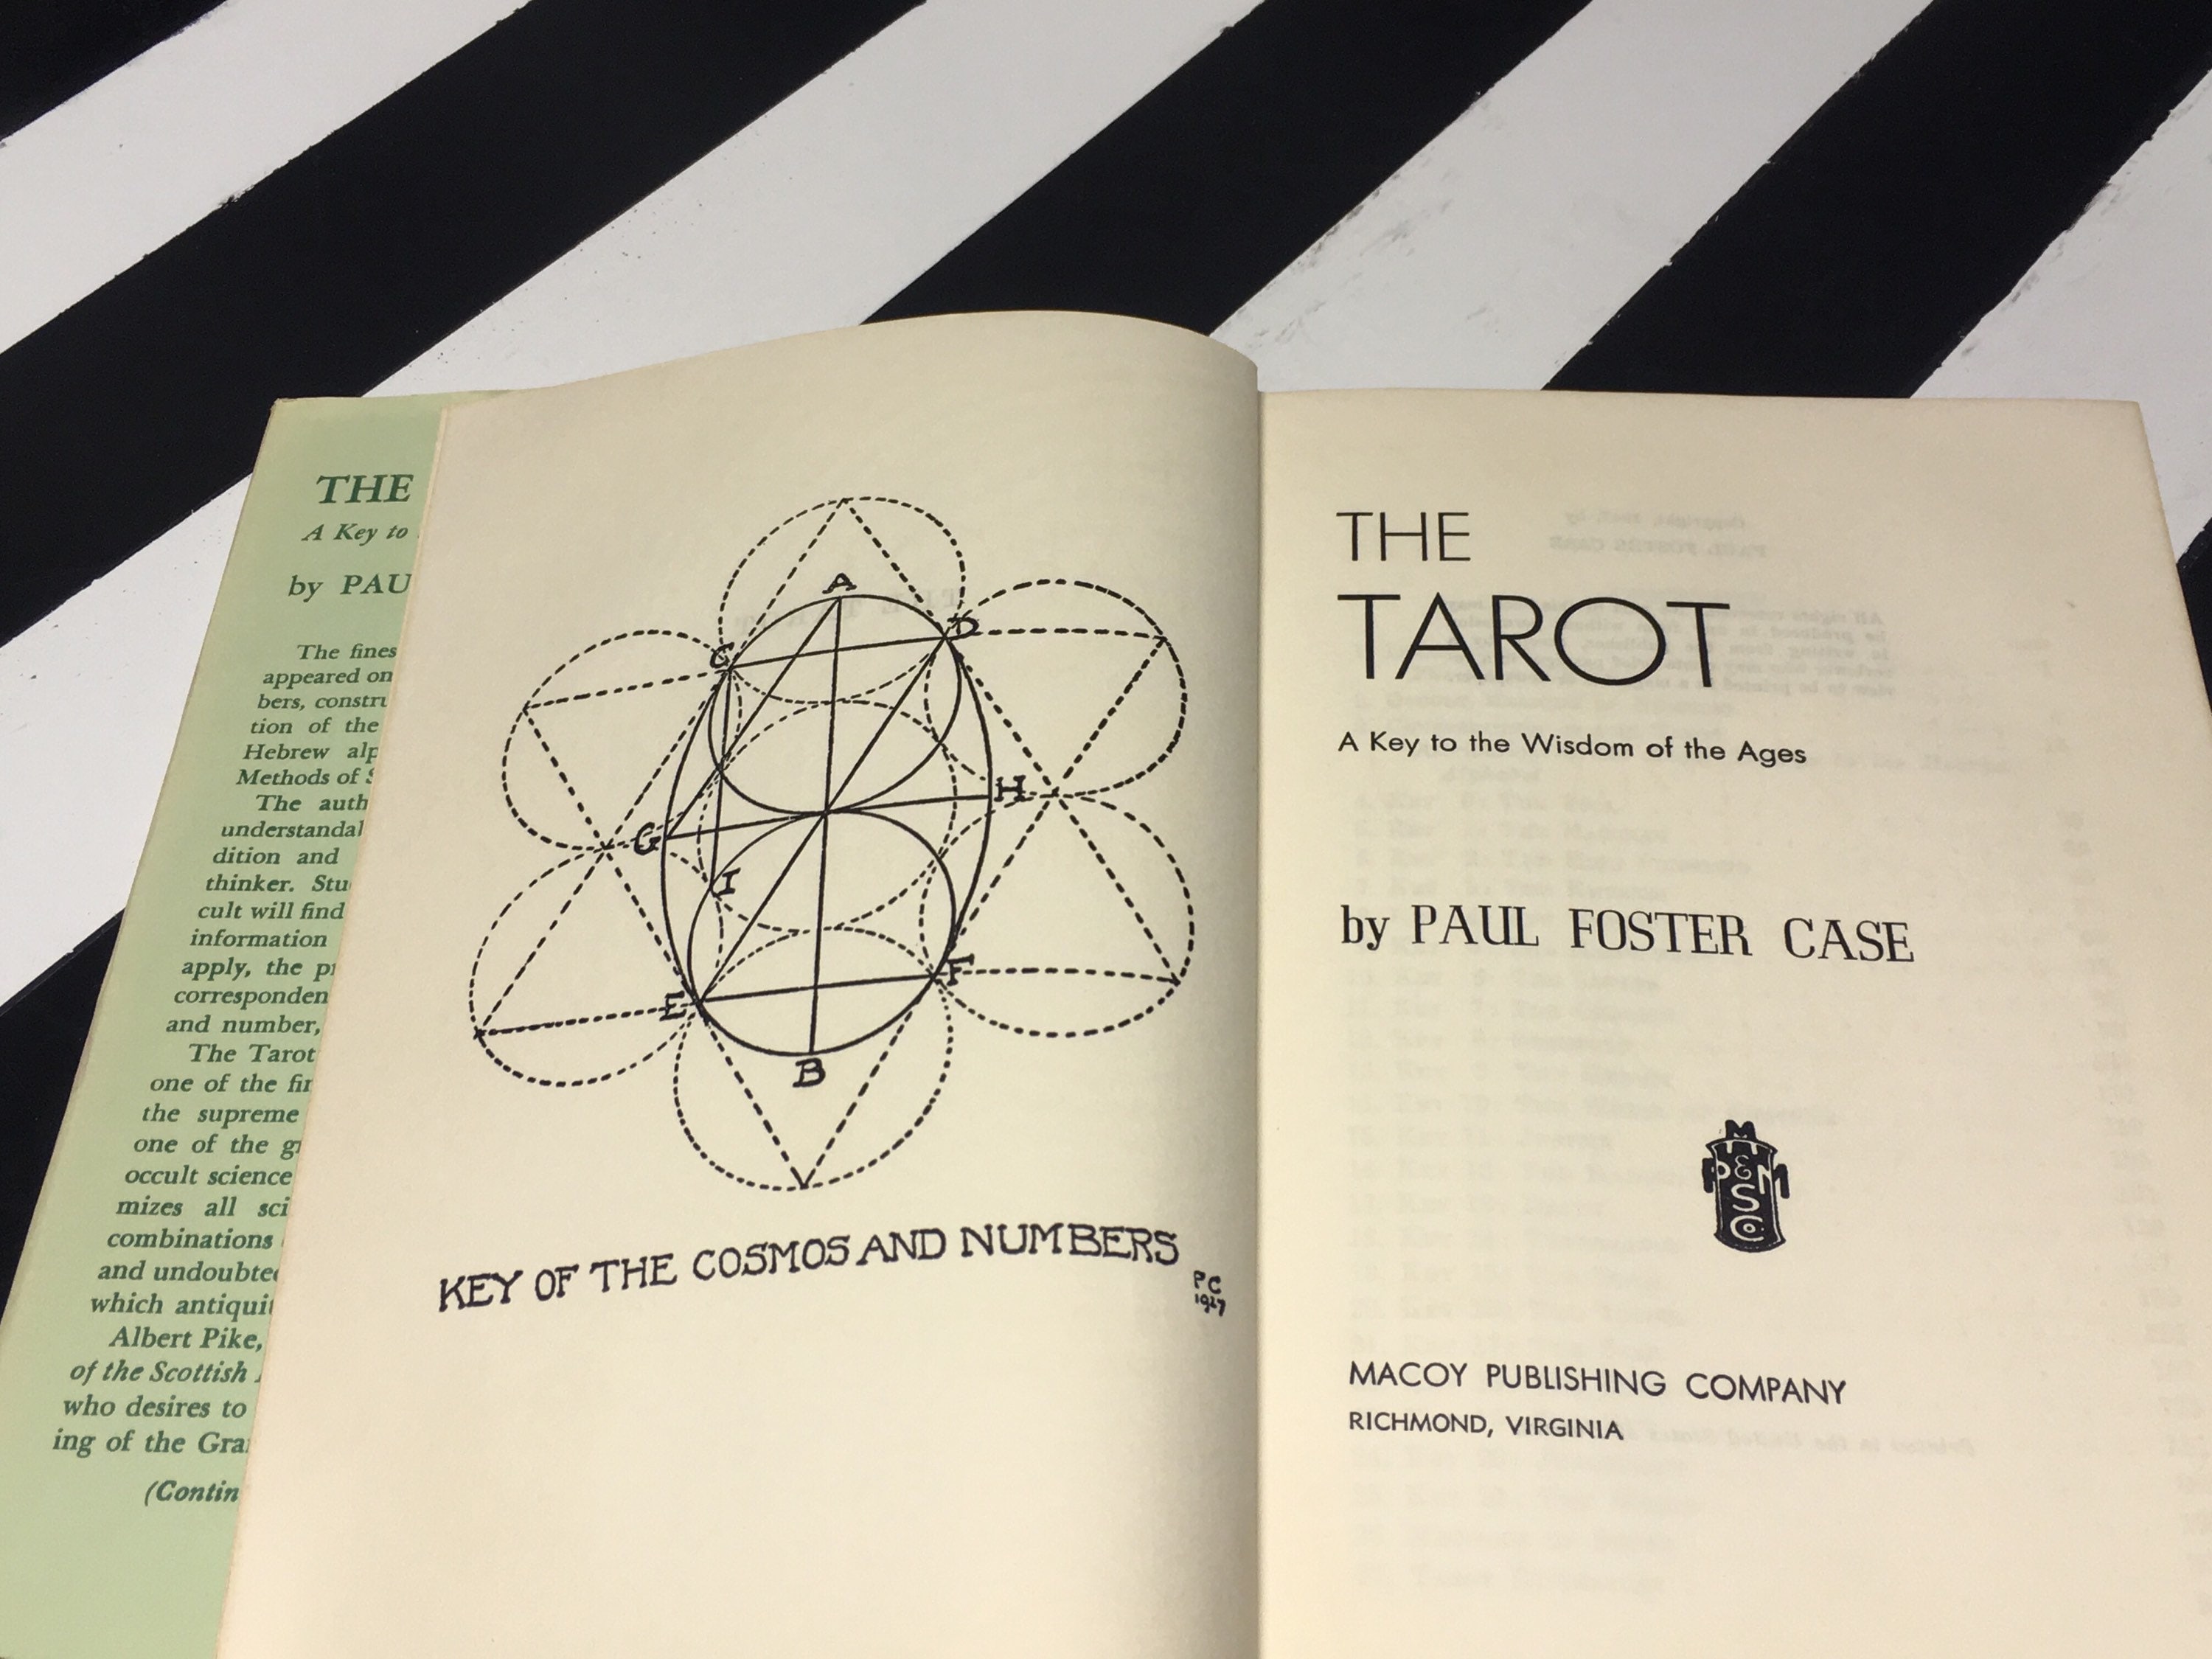 THE
A Key to
by PAU
The fines
appeared on
bers, constru
tion of the
Hebrew alp
Methods of S
The auth
understandal
dition and
thinker. Stu
cult will find
information
apply, the pr
corresponden
and number,
The Tarot
one of the fir
the supreme
one of the gr
occult science
mizes all sci
combinations
and undoubted
which antiquit
Albert Pike,
of the Scottish
who desires to
ing of the Gra
(Contin
A
D
C
H
G
I
F
E
B
KEY OF THE COSMOS AND NUMBERS
PC
1927
THE
TAROT
A Key to the Wisdom of the Ages
by PAUL FOSTER CASE
M
P&M
S
Co
MACOY PUBLISHING COMPANY
RICHMOND, VIRGINIA